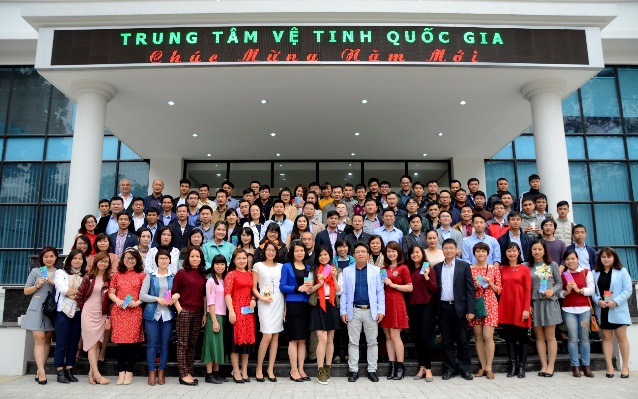 TRUNG TÂM VỆ TINH QUỐC GIA
Chúc Mừng Năm Mới